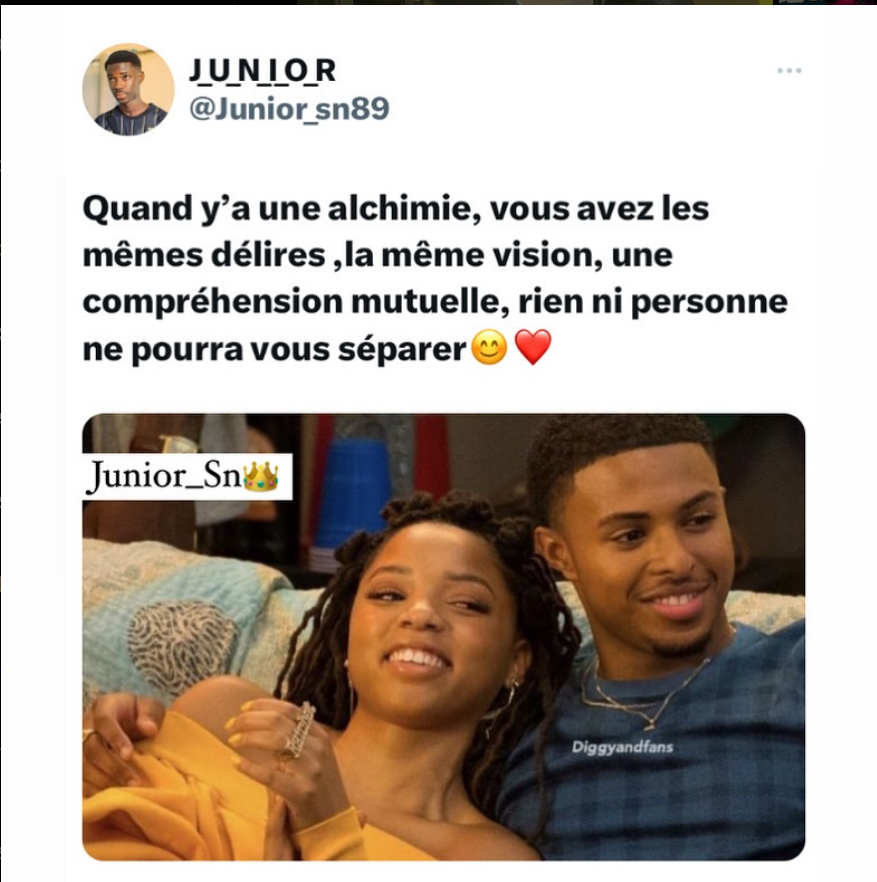 JUNIOR
@Junior_sn89
Quand y’a une alchimie, vous avez les
mêmes délires ,la même vision, une
compréhension mutuelle, rien ni personne
ne pourra vous séparer😊❤️
Junior_Sn👑
Diggyandfans